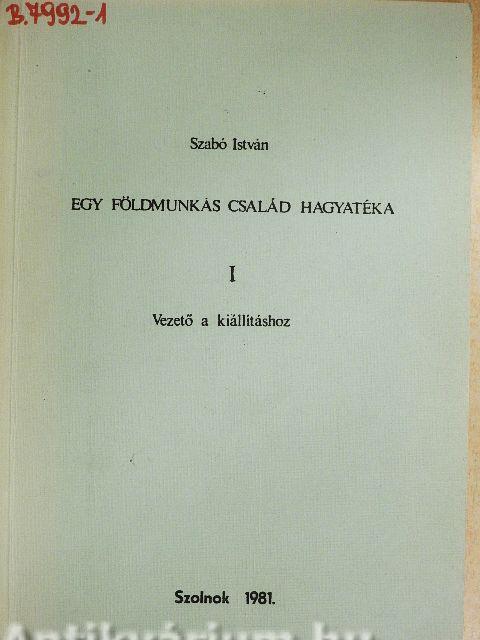 B.7992-1
Szabó István
EGY FÖLDMUNKÁS CSALÁD HAGYATÉKA
I
Vezető a kiállításhoz
Szolnok 1981.
Antikvárium.hu